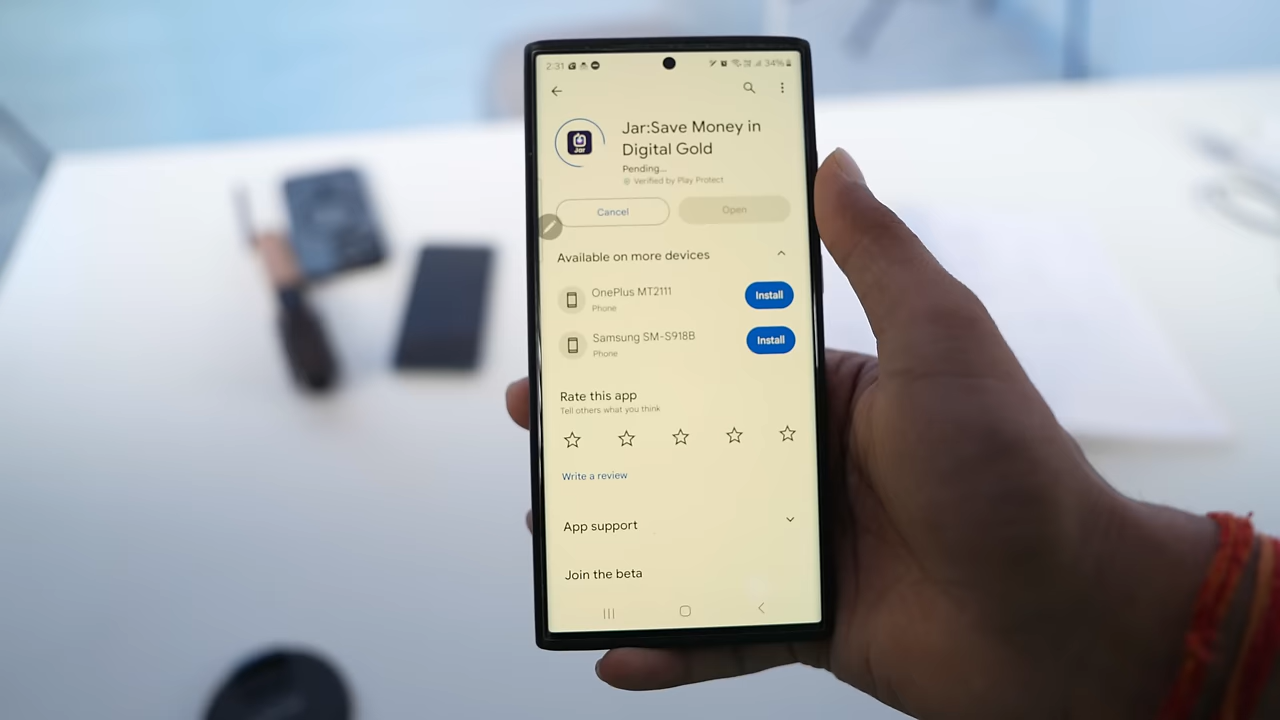 2:31
34%
Jar:Save Money in
Digital Gold
Jar
Pending...
Verified by Play Protect
Cancel
Open
Available on more devices
OnePlus MT2111
Phone
Install
Samsung SM-S918B
Phone
Install
Rate this app
Tell others what you think
Write a review
App support
Join the beta